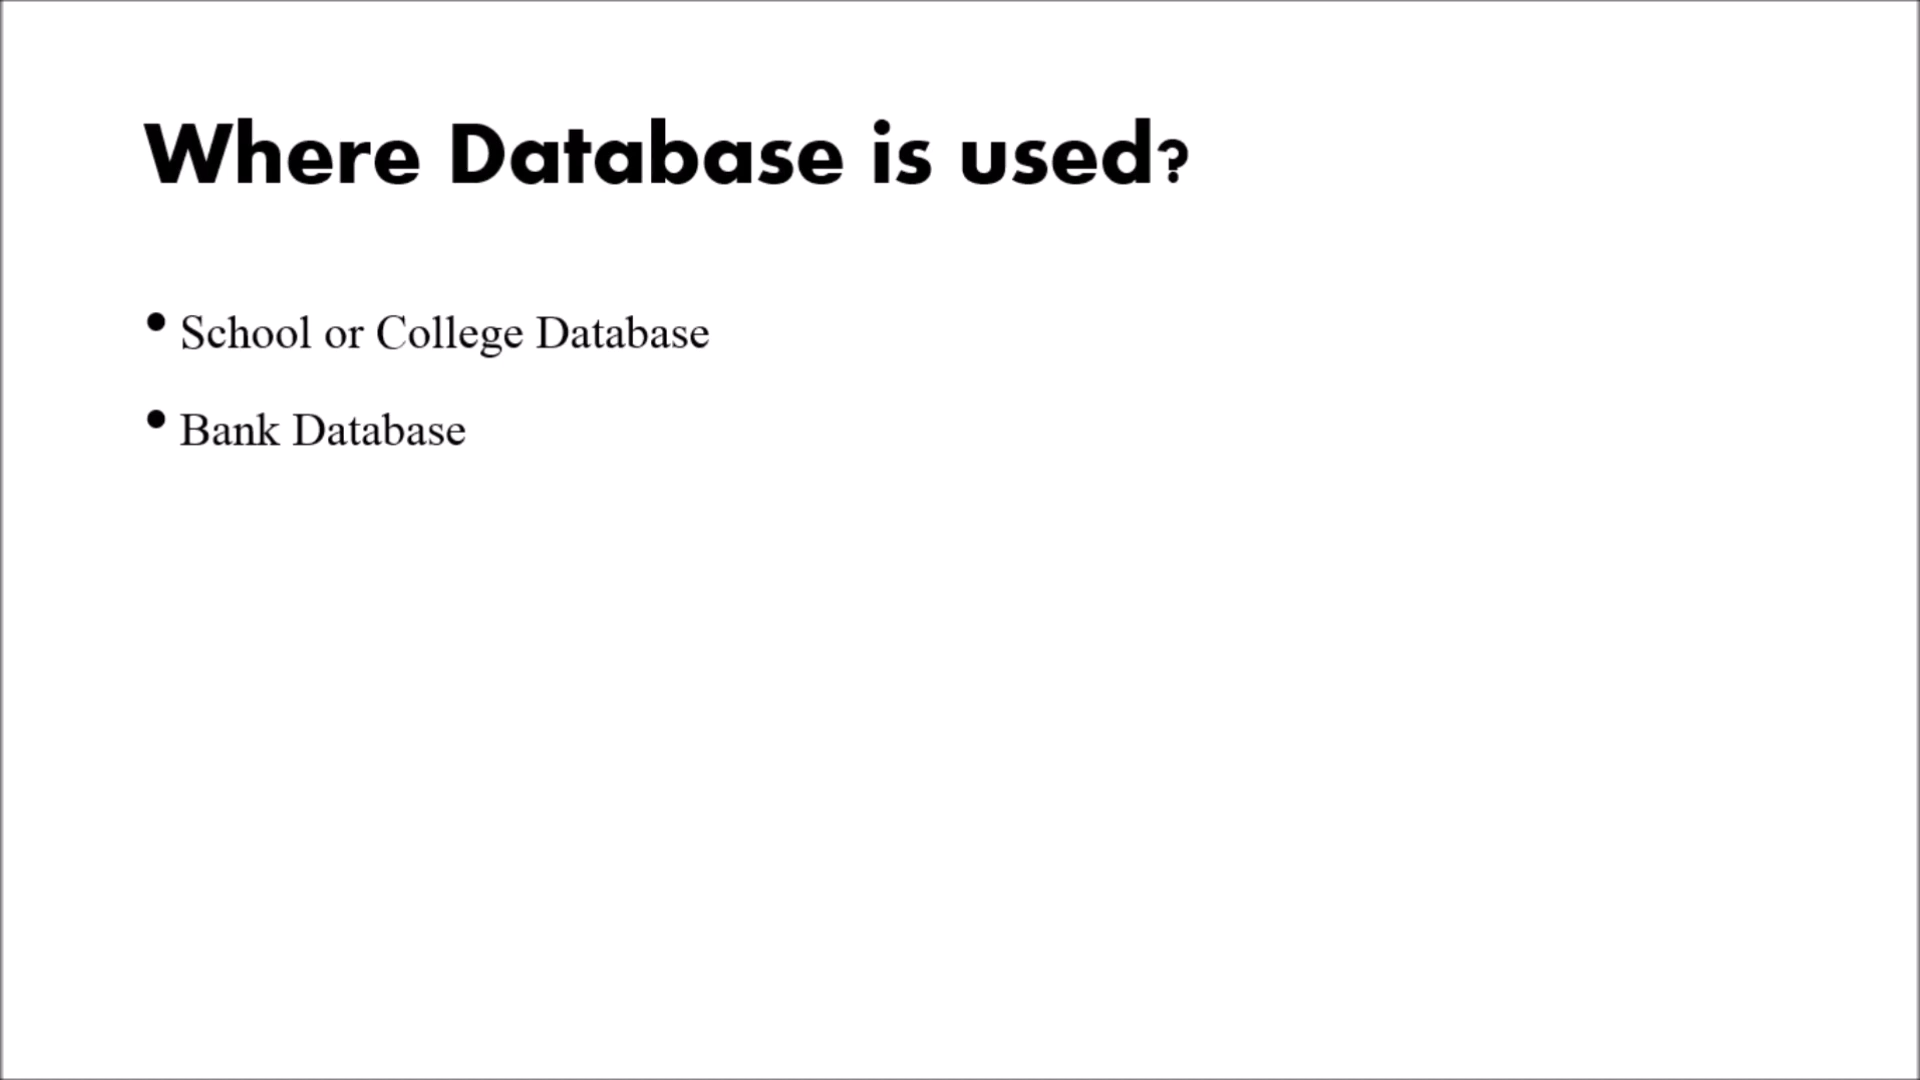 Where Database is used?
• School or College Database
• Bank Database